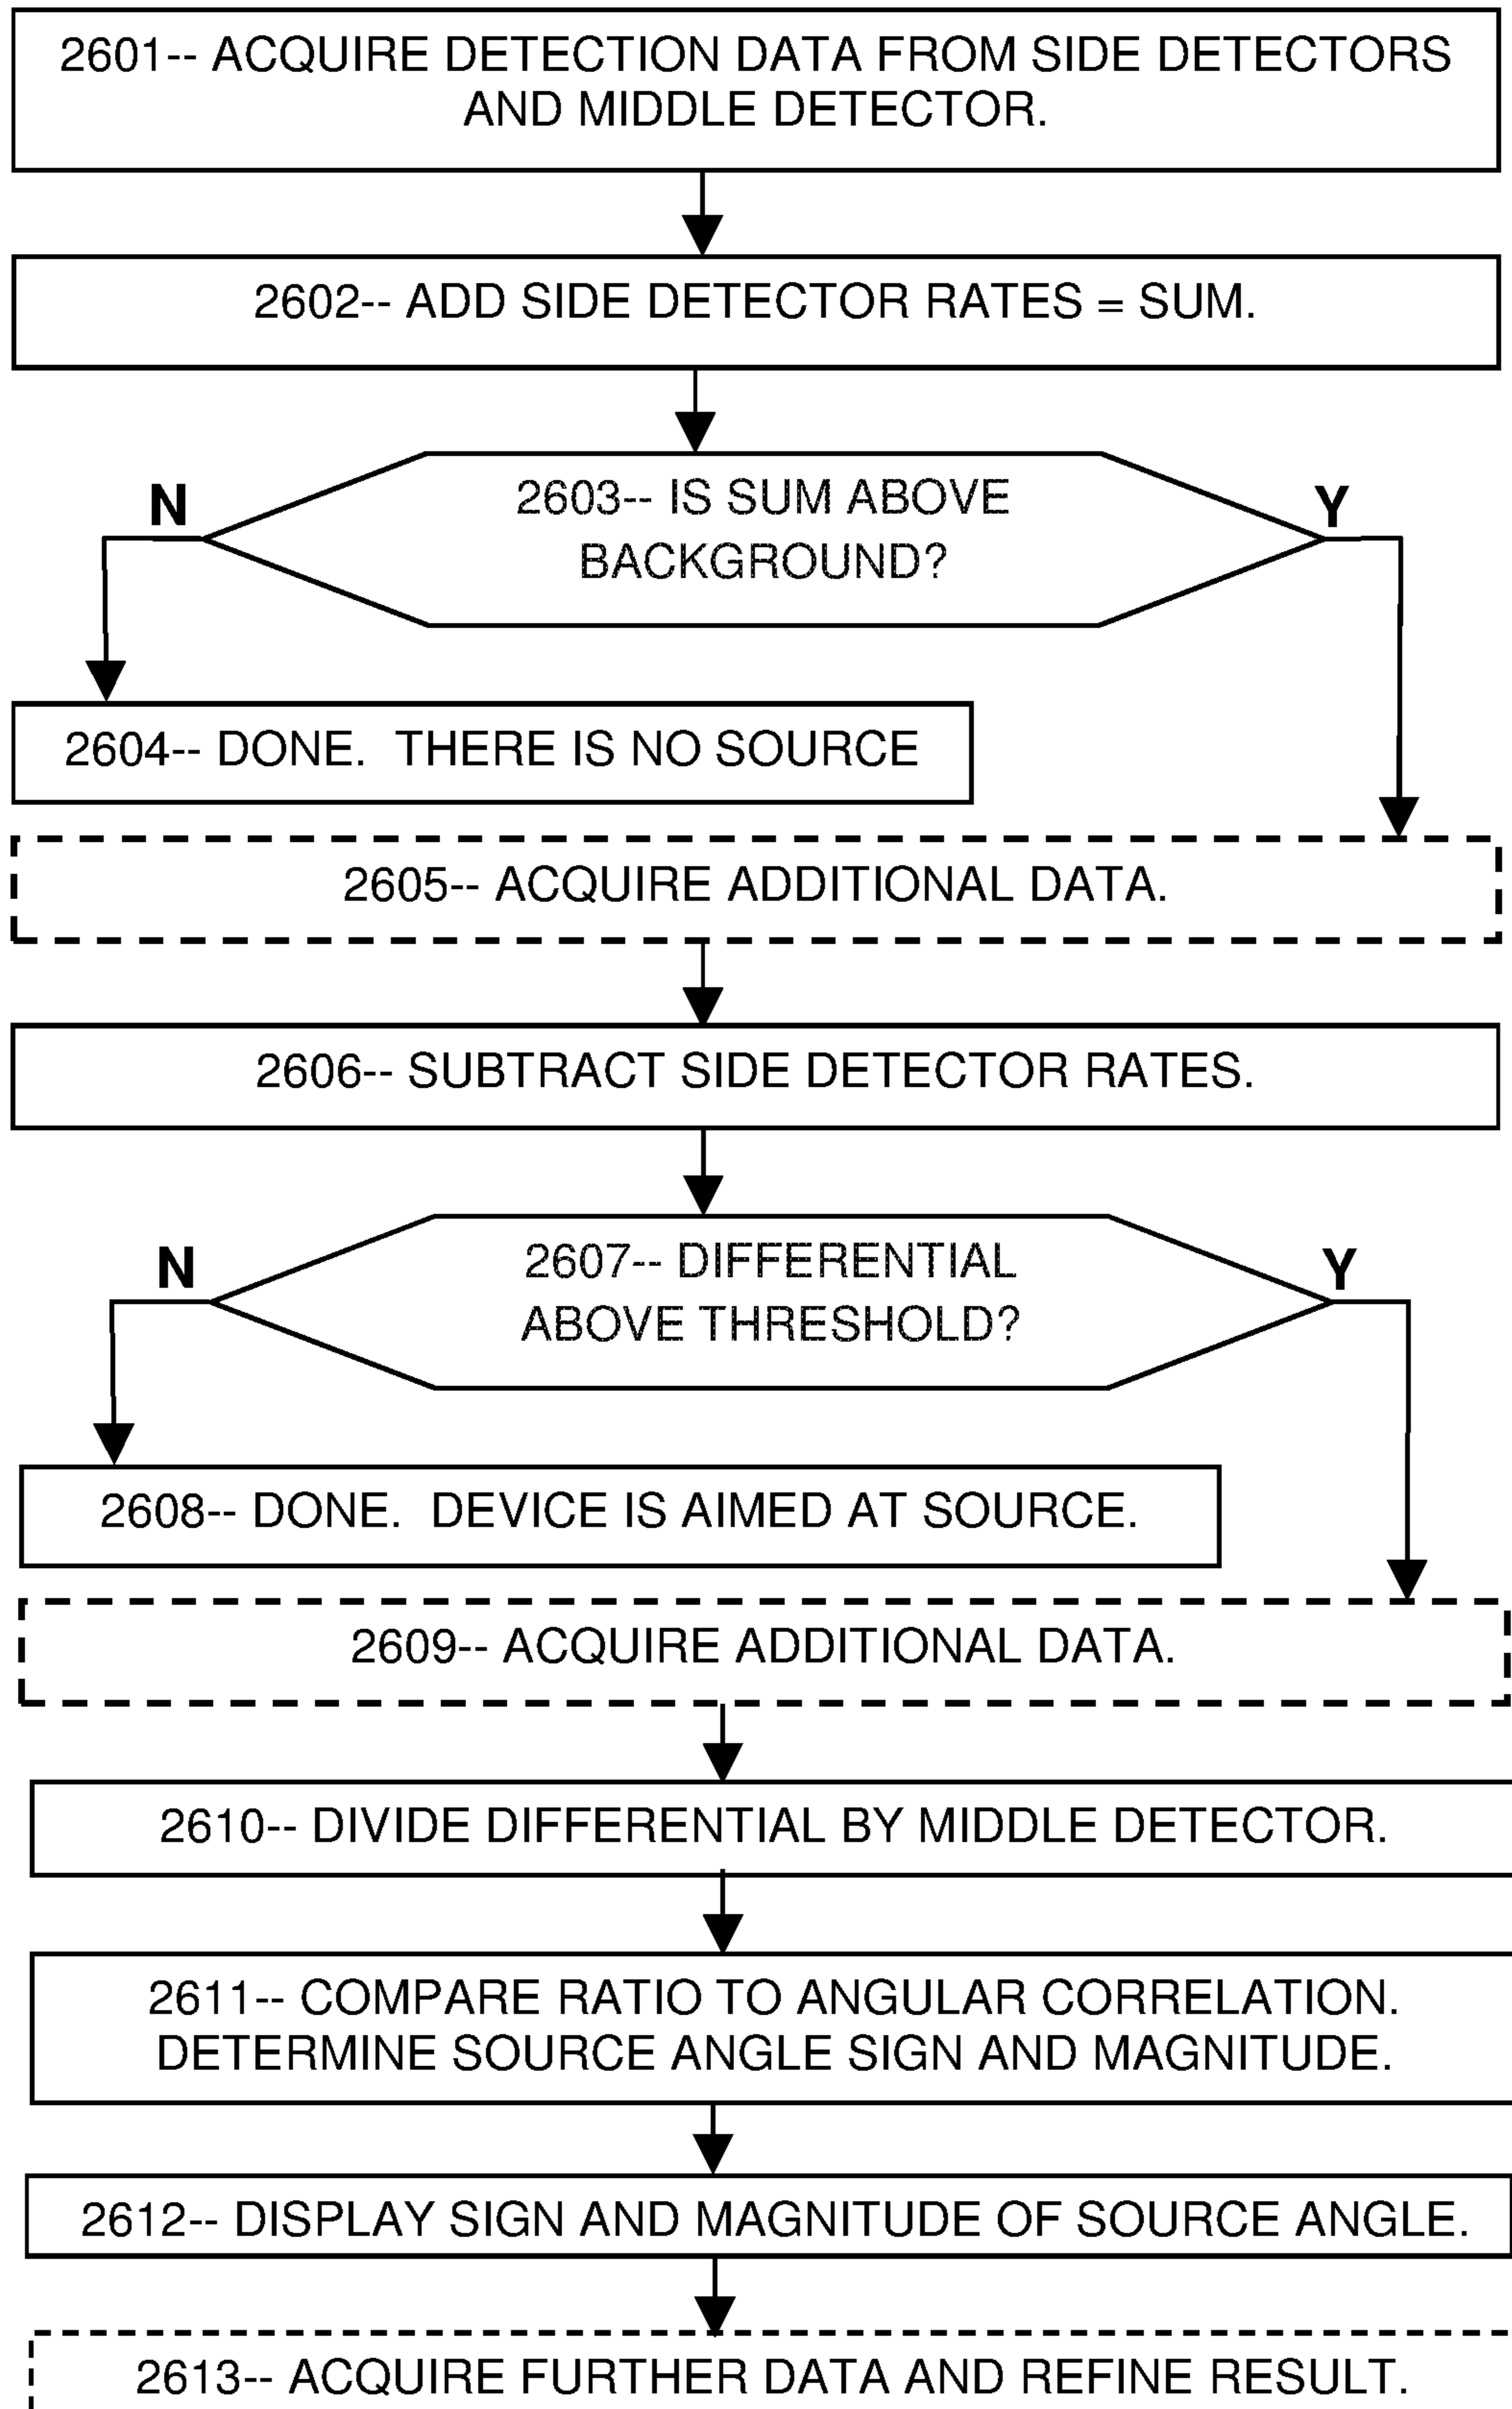 2601-- ACQUIRE DETECTION DATA FROM SIDE DETECTORS
AND MIDDLE DETECTOR.
2602-- ADD SIDE DETECTOR RATES = SUM.
N
Y
2603-- IS SUM ABOVE
BACKGROUND?
2604-- DONE.  THERE IS NO SOURCE
2605-- ACQUIRE ADDITIONAL DATA.
2606-- SUBTRACT SIDE DETECTOR RATES.
N
Y
2607-- DIFFERENTIAL
ABOVE THRESHOLD?
2608-- DONE.  DEVICE IS AIMED AT SOURCE.
2609-- ACQUIRE ADDITIONAL DATA.
2610-- DIVIDE DIFFERENTIAL BY MIDDLE DETECTOR.
2611-- COMPARE RATIO TO ANGULAR CORRELATION.
DETERMINE SOURCE ANGLE SIGN AND MAGNITUDE.
2612-- DISPLAY SIGN AND MAGNITUDE OF SOURCE ANGLE.
2613-- ACQUIRE FURTHER DATA AND REFINE RESULT.